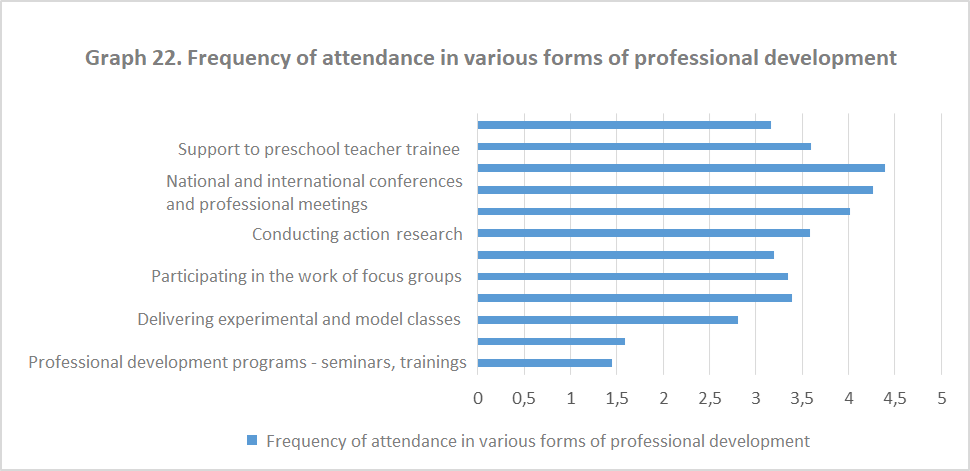 Graph 22. Frequency of attendance in various forms of professional development
Support to preschool teacher trainee
National and international conferences
and professional meetings
Conducting action research
Participating in the work of focus groups
Delivering experimental and model classes
Professional development programs - seminars, trainings
0 0,5 1 1,5 2 2,5 3 3,5 4 4,5 5
Frequency of attendance in various forms of professional development